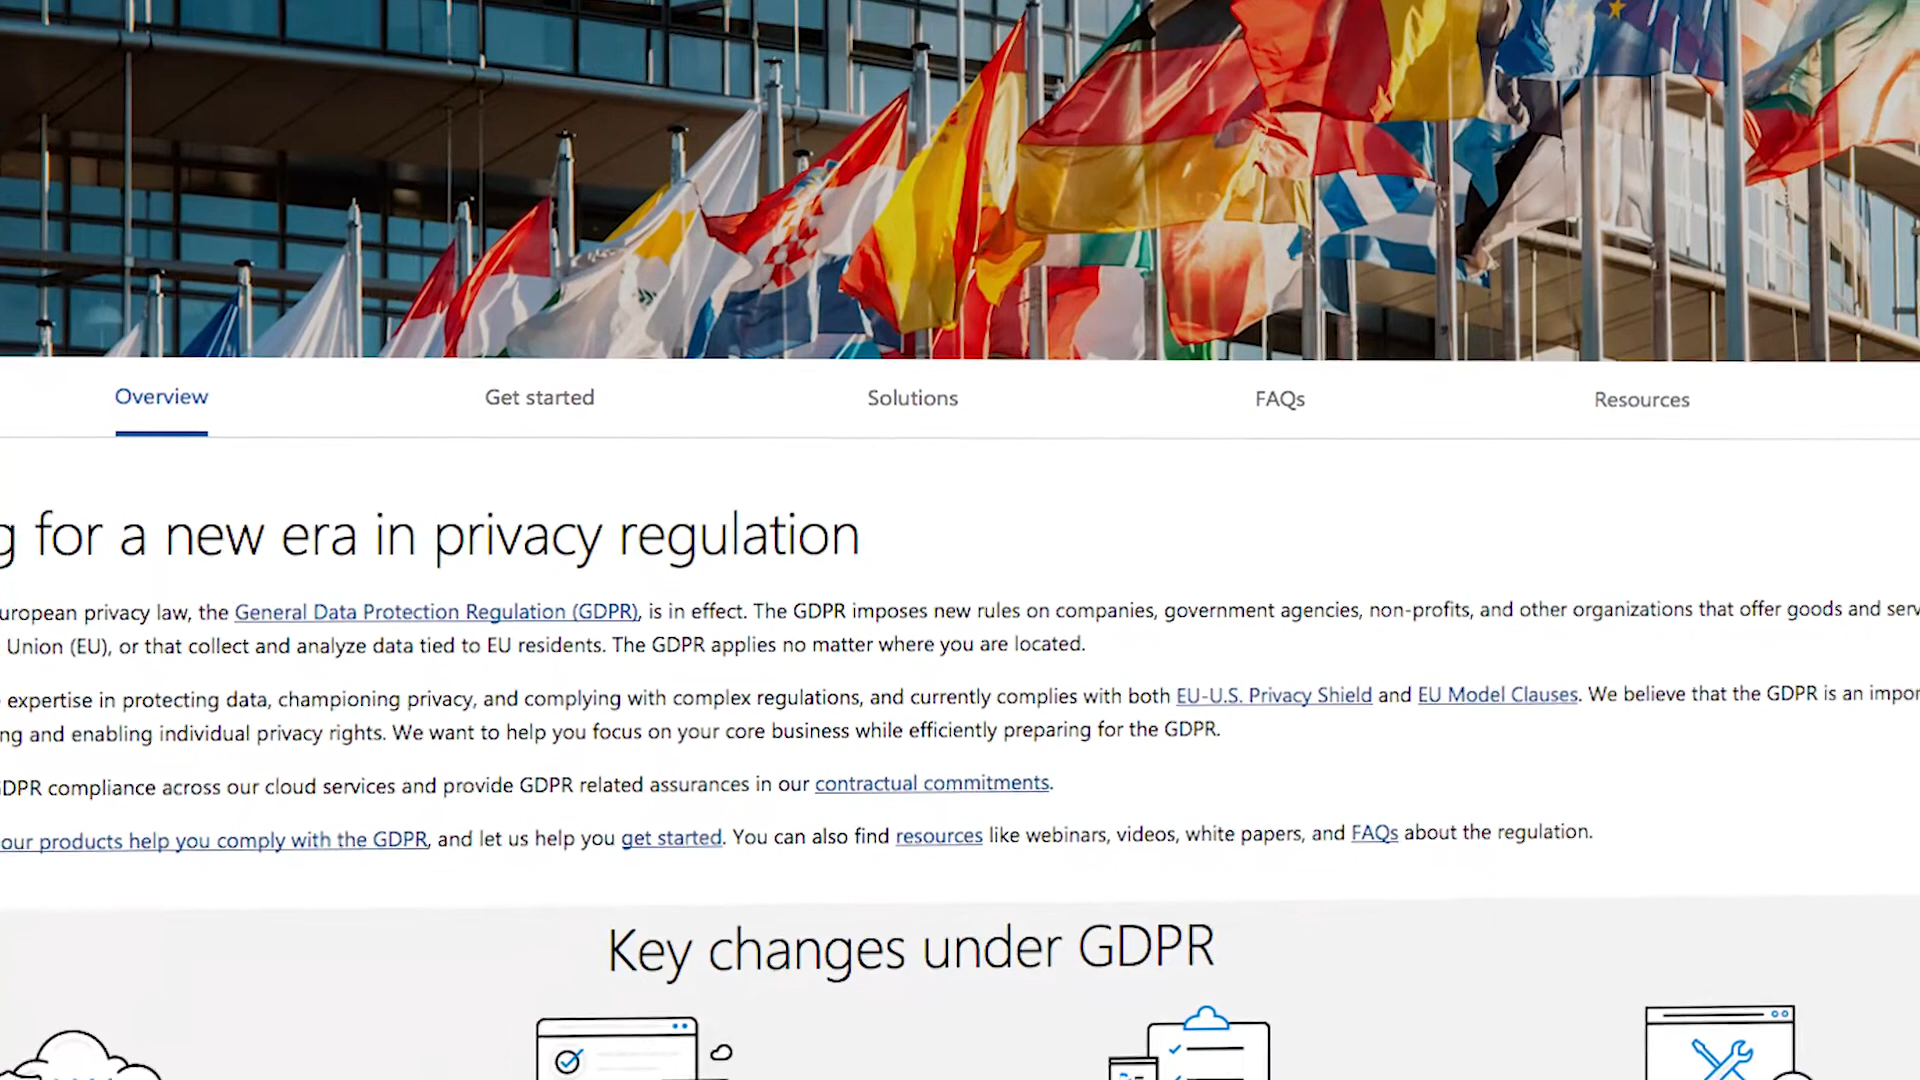 Overview Get started Solutions FAQs Resources
for a new era in privacy regulation
privacy law, the General Data Protection Regulation (GDPR), is in effect. The GDPR imposes new rules on companies, government agencies, non-profits, and other organizations that offer goods and
Union (EU), or that collect and analyze data tied to EU residents. The GDPR applies no matter where you are located.
expertise in protecting data, championing privacy, and complying with complex regulations, and currently complies with both EU-U.S. Privacy Shield and EU Model Clauses. We believe that the GDPR is an
and enabling individual privacy rights. We want to help you focus on your core business while efficiently preparing for the GDPR.
GDPR compliance across our cloud services and provide GDPR related assurances in our contractual commitments.
our products help you comply with the GDPR, and let us help you get started. You can also find resources like webinars, videos, white papers, and FAQs about the regulation.
Key changes under GDPR